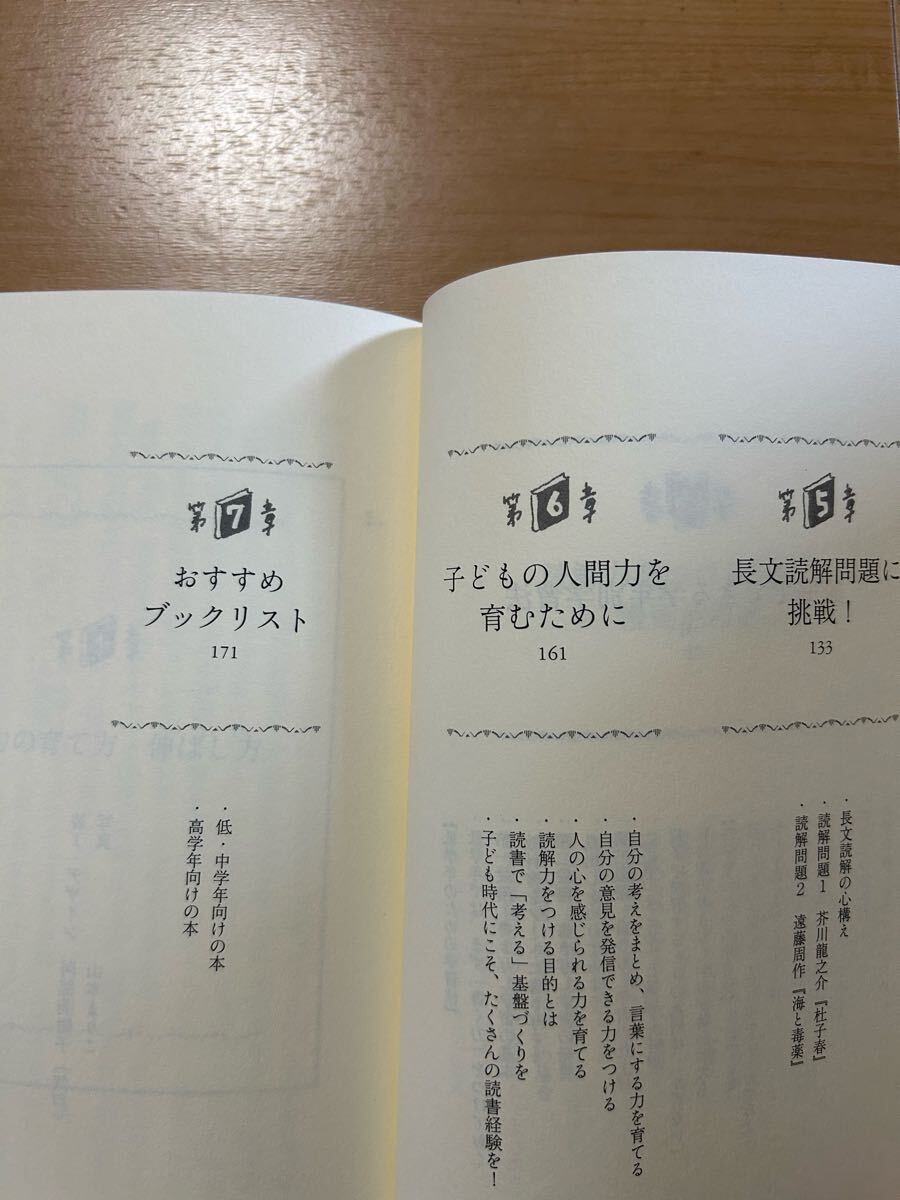 第5章
長文読解問題に
挑戦!
133
・長文読解の心構え
・読解問題1 芥川龍之介『杜子春』
・読解問題2 遠藤周作『海と毒薬』
第6章
子どもの人間力を
育むために
161
・自分の考えをまとめ、言葉にする力を育てる
・自分の意見を発信できる力をつける
・人の心を感じられる力を育てる
・読解力をつける目的とは
・読書で「考える」基盤づくりを
・子ども時代にこそ、たくさんの読書経験を!
第7章
おすすめ
ブックリスト
171
・低・中学年向けの本
・高学年向けの本